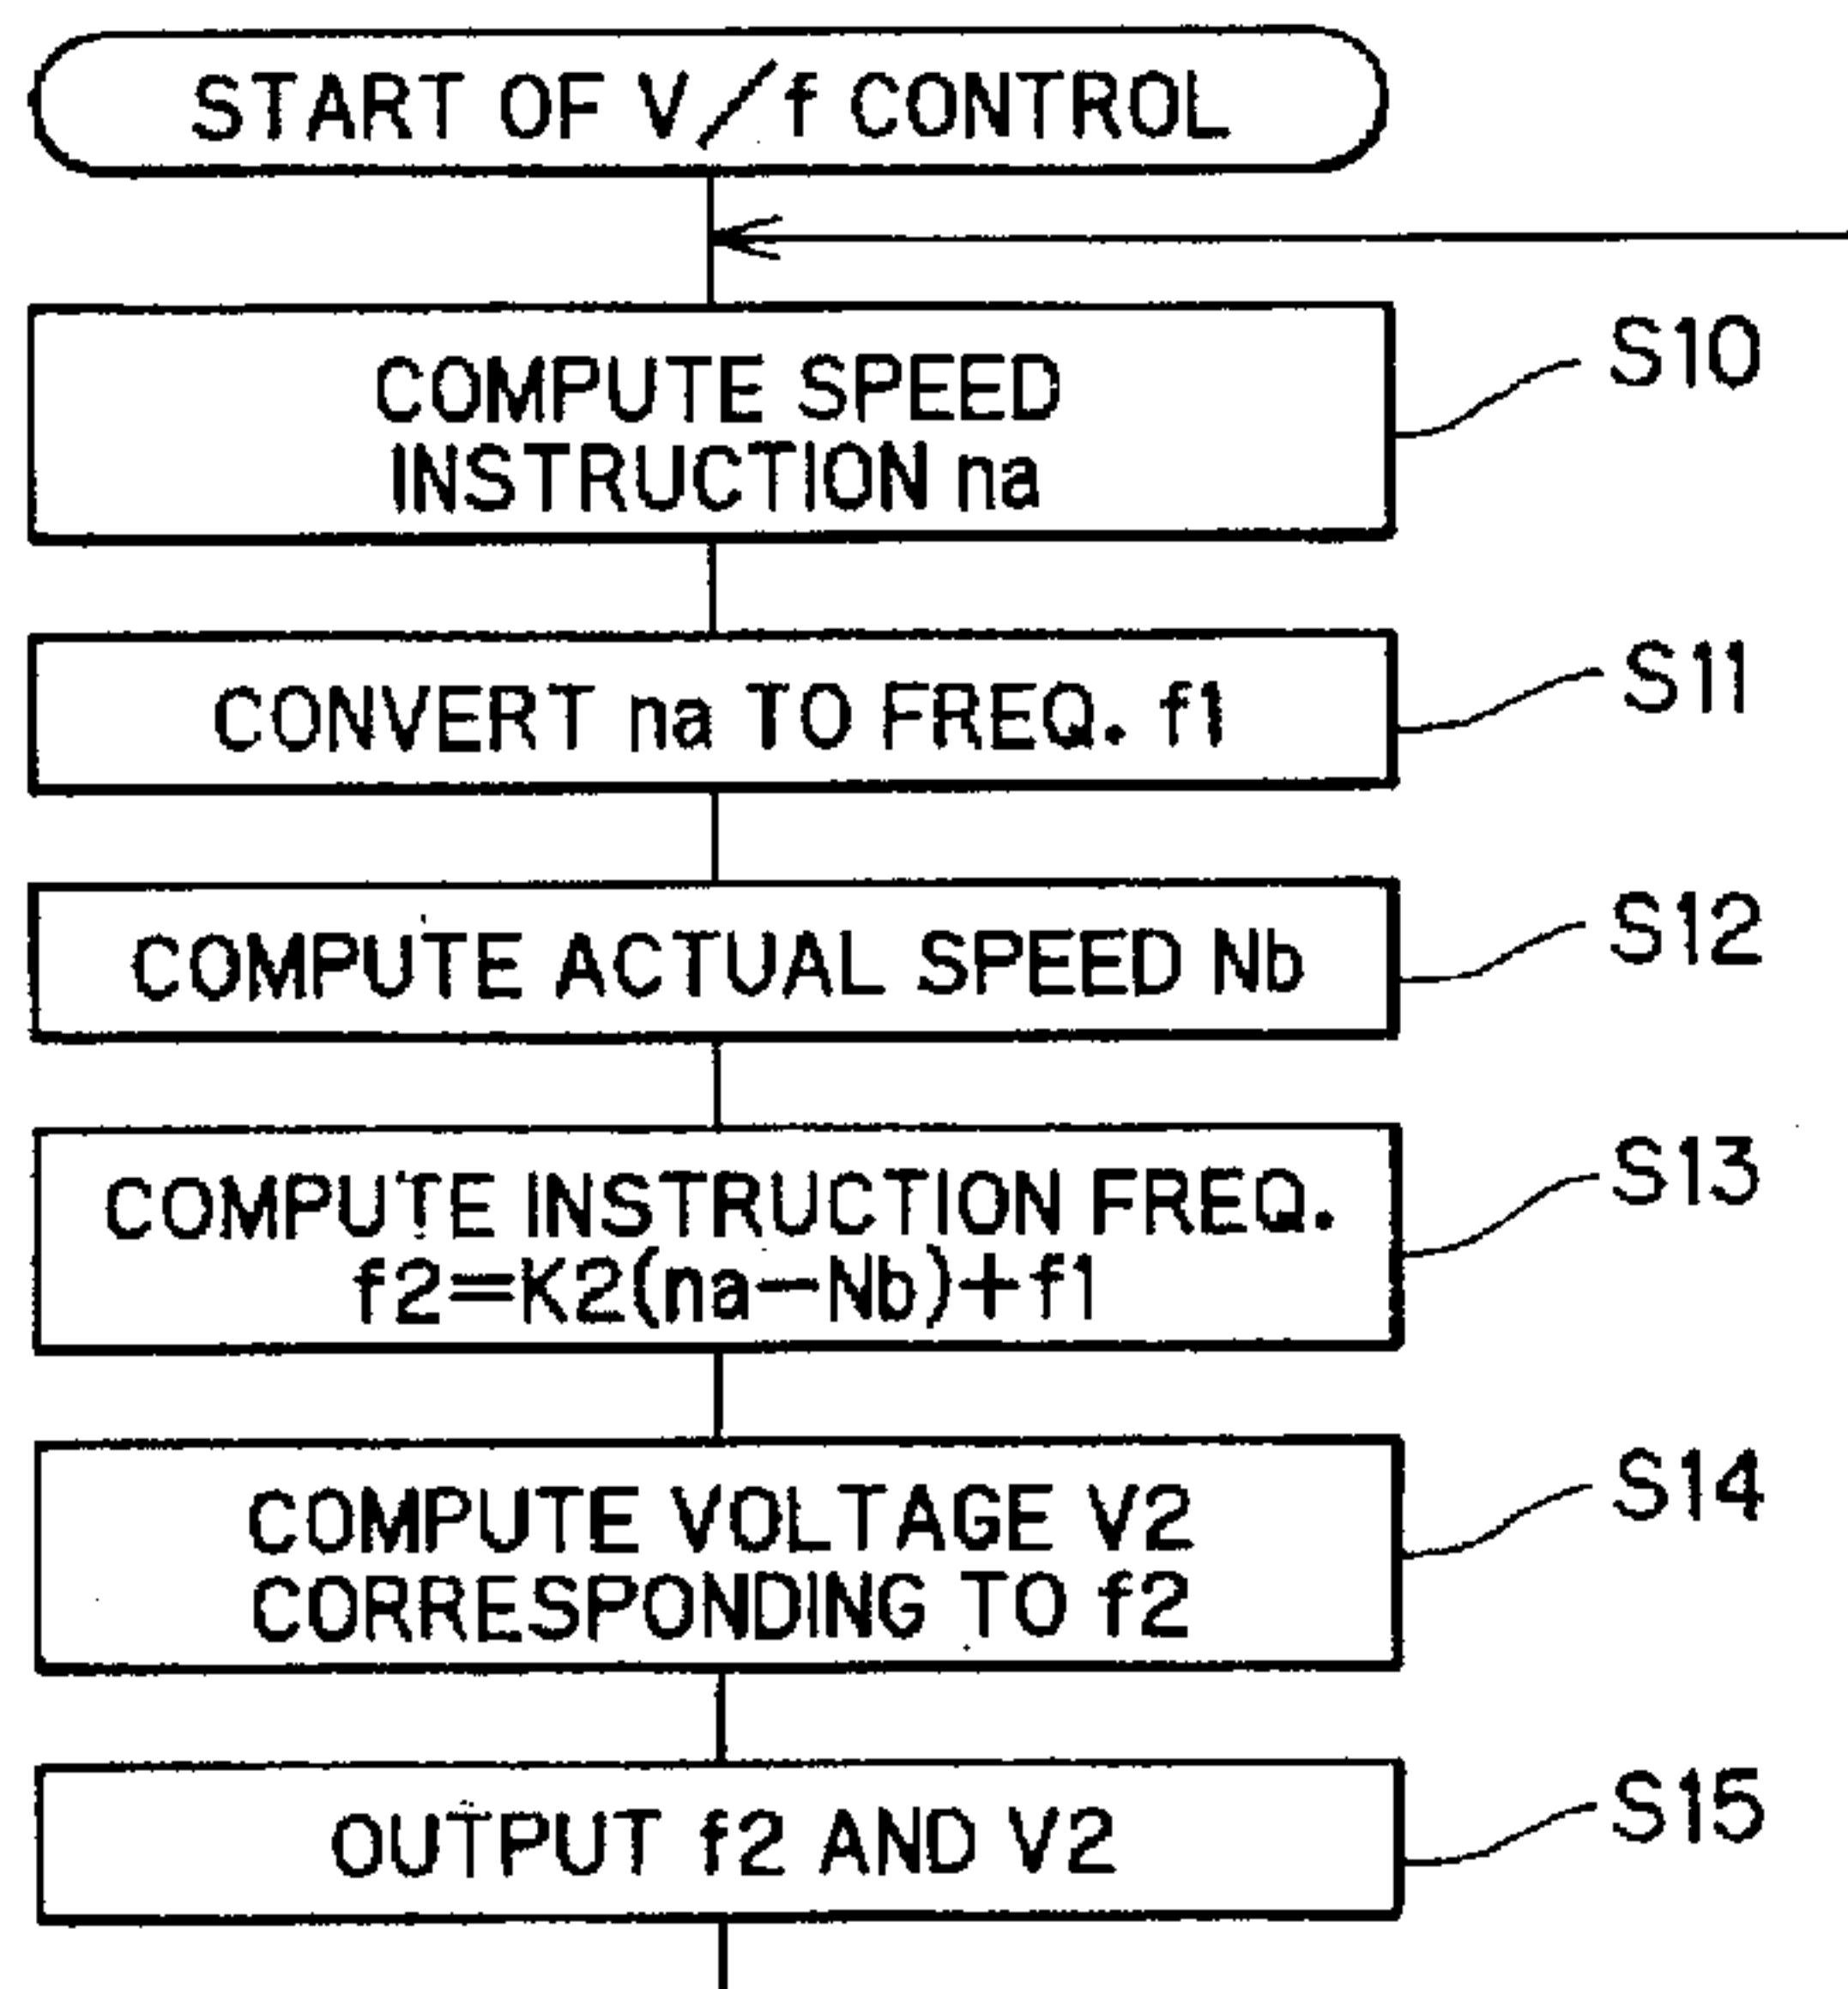 START OF V/f CONTROL
COMPUTE SPEED
INSTRUCTION na
S10
CONVERT na TO FREQ. f1
S11
COMPUTE ACTUAL SPEED Nb
S12
COMPUTE INSTRUCTION FREQ.
f2=K2(na-Nb)+f1
S13
COMPUTE VOLTAGE V2
CORRESPONDING TO f2
S14
OUTPUT f2 AND V2
S15